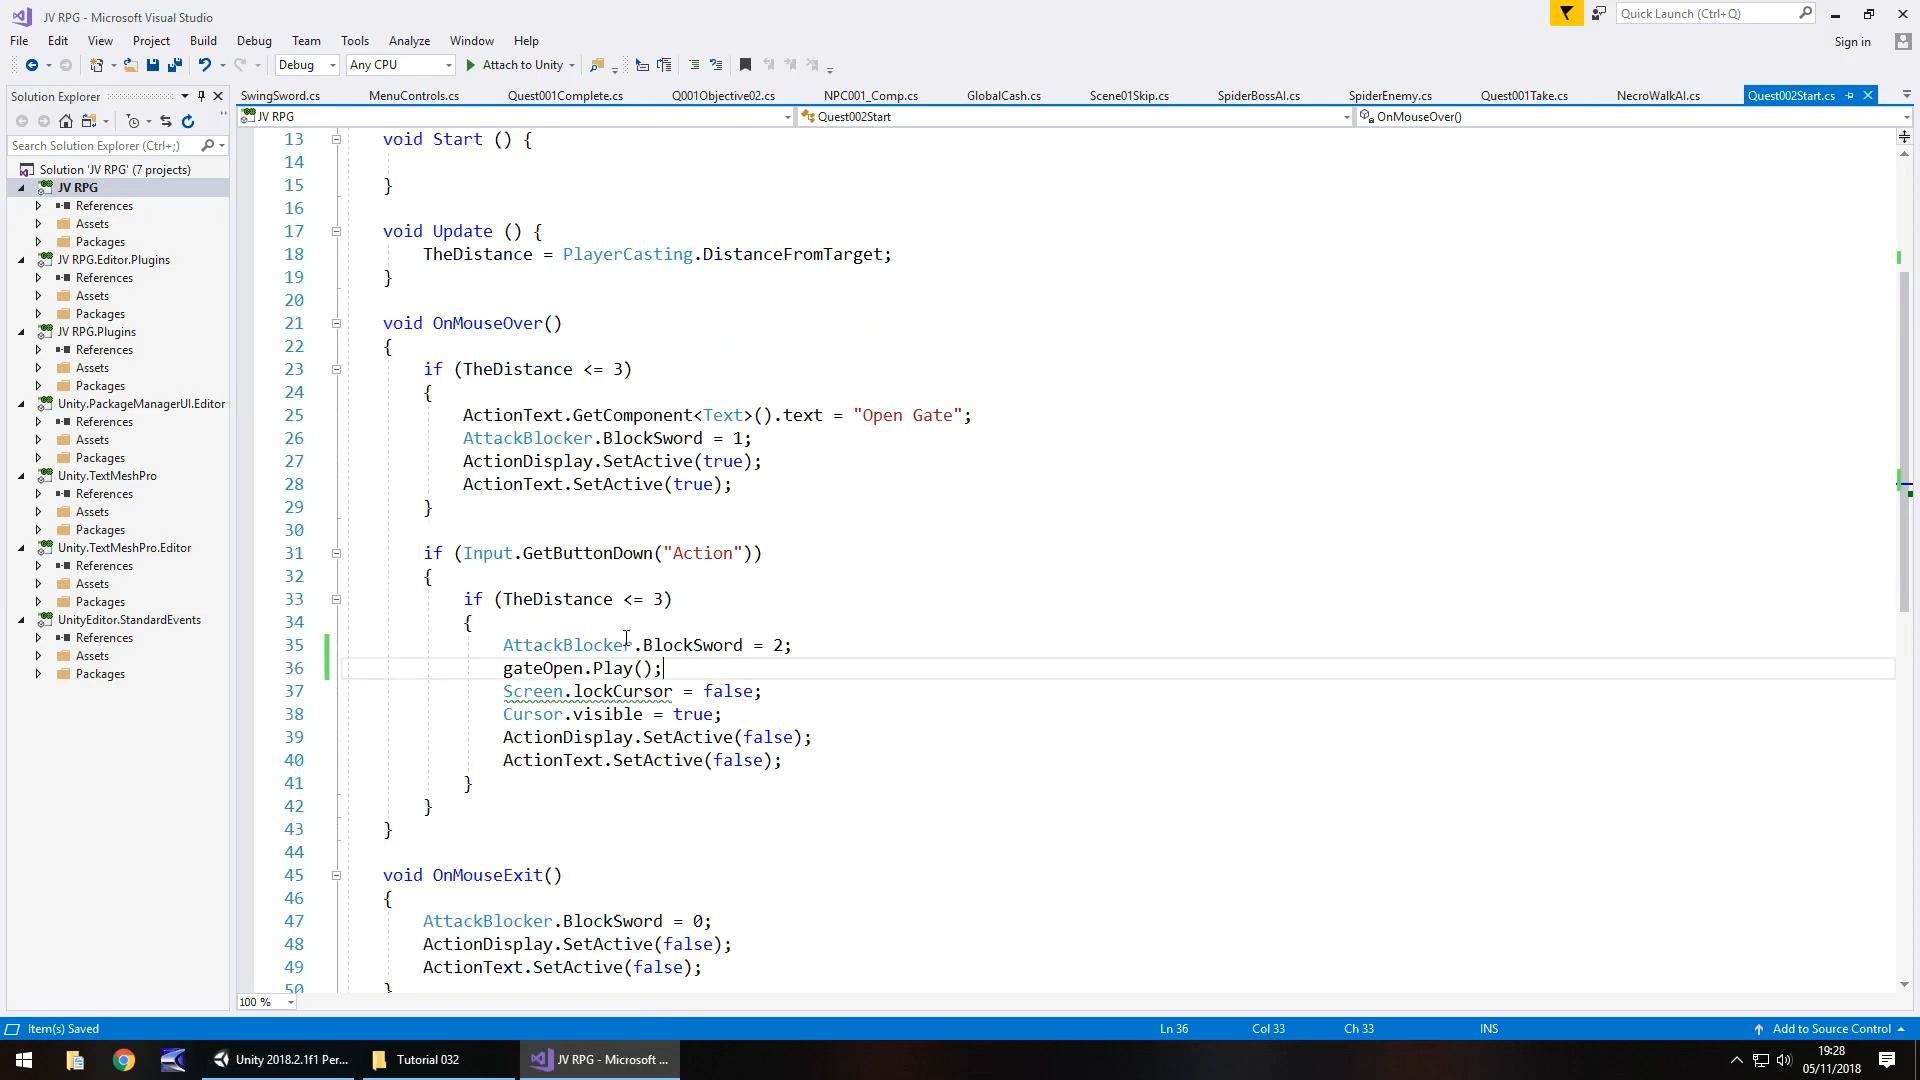 JV RPG - Microsoft Visual Studio
Quick Launch (Ctrl+Q)
File Edit View Project Build Debug Team Tools Analyze Window Help
Sign in
Debug Any CPU Attach to Unity
Solution Explorer
SwingSword.cs MenuControls.cs Quest001Complete.cs Q001Objective02.cs NPC001_Comp.cs GlobalCash.cs Scene01Skip.cs SpiderBossAI.cs SpiderEnemy.cs Quest001Take.cs NecroWalkAI.cs Quest002Start.cs
JV RPG Quest002Start OnMouseOver()
Search Solution Explorer (Ctrl+;)
Solution 'JV RPG' (7 projects)
JV RPG
References
Assets
Packages
JV RPG.Editor.Plugins
References
Assets
Packages
JV RPG.Plugins
References
Assets
Packages
Unity.PackageManagerUI.Editor
References
Assets
Packages
Unity.TextMeshPro
References
Assets
Packages
Unity.TextMeshPro.Editor
References
Assets
Packages
UnityEditor.StandardEvents
References
Assets
Packages
13 void Start () {
14
15 }
16
17 void Update () {
18 TheDistance = PlayerCasting.DistanceFromTarget;
19 }
20
21 void OnMouseOver()
22 {
23 if (TheDistance <= 3)
24 {
25 ActionText.GetComponent<Text>().text = "Open Gate";
26 AttackBlocker.BlockSword = 1;
27 ActionDisplay.SetActive(true);
28 ActionText.SetActive(true);
29 }
30
31 if (Input.GetButtonDown("Action"))
32 {
33 if (TheDistance <= 3)
34 {
35 AttackBlocker.BlockSword = 2;
36 gateOpen.Play();
37 Screen.lockCursor = false;
38 Cursor.visible = true;
39 ActionDisplay.SetActive(false);
40 ActionText.SetActive(false);
41 }
42 }
43 }
44
45 void OnMouseExit()
46 {
47 AttackBlocker.BlockSword = 0;
48 ActionDisplay.SetActive(false);
49 ActionText.SetActive(false);
50 }
100 %
Item(s) Saved Ln 36 Col 33 Ch 33 INS Add to Source Control
Unity 2018.2.1f1 Per... Tutorial 032 JV RPG - Microsoft ...
19:28
05/11/2018